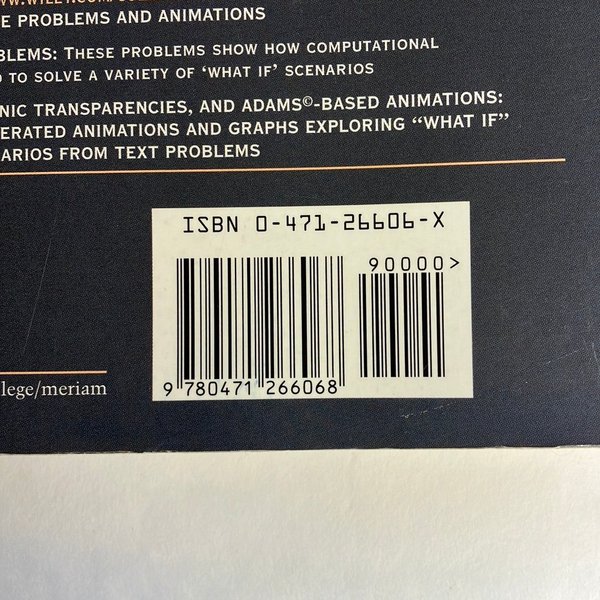 E PROBLEMS AND ANIMATIONS
BLEMS: THESE PROBLEMS SHOW HOW COMPUTATIONAL
D TO SOLVE A VARIETY OF ‘WHAT IF’ SCENARIOS
NIC TRANSPARENCIES, AND ADAMS©-BASED ANIMATIONS:
ERATED ANIMATIONS AND GRAPHS EXPLORING “WHAT IF”
ARIOS FROM TEXT PROBLEMS
ISBN 0-471-26606-X
90000>
9 780471 266068
lege/meriam